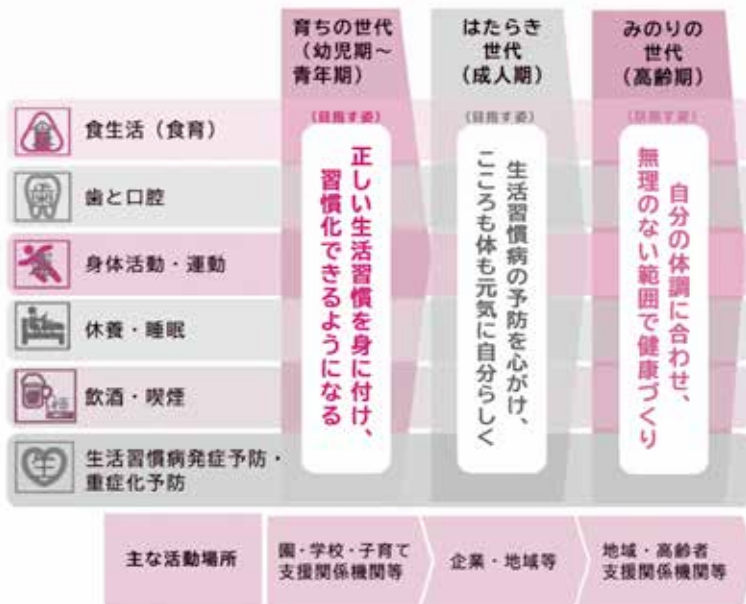 育ちの世代
（幼児期～
青年期）
はたらき
世代
（成人期）
みのりの
世代
（高齢期）
（目指す姿）
（目指す姿）
（目指す姿）
食生活（食育）
歯と口腔
身体活動・運動
休養・睡眠
飲酒・喫煙
生活習慣病発症予防・
重症化予防
正しい生活習慣を身に付け、
習慣化できるようになる
生活習慣病の予防を心がけ、
こころも体も元気に自分らしく
自分の体調に合わせ、
無理のない範囲で健康づくり
主な活動場所
園・学校・子育て
支援関係機関等
企業・地域等
地域・高齢者
支援関係機関等